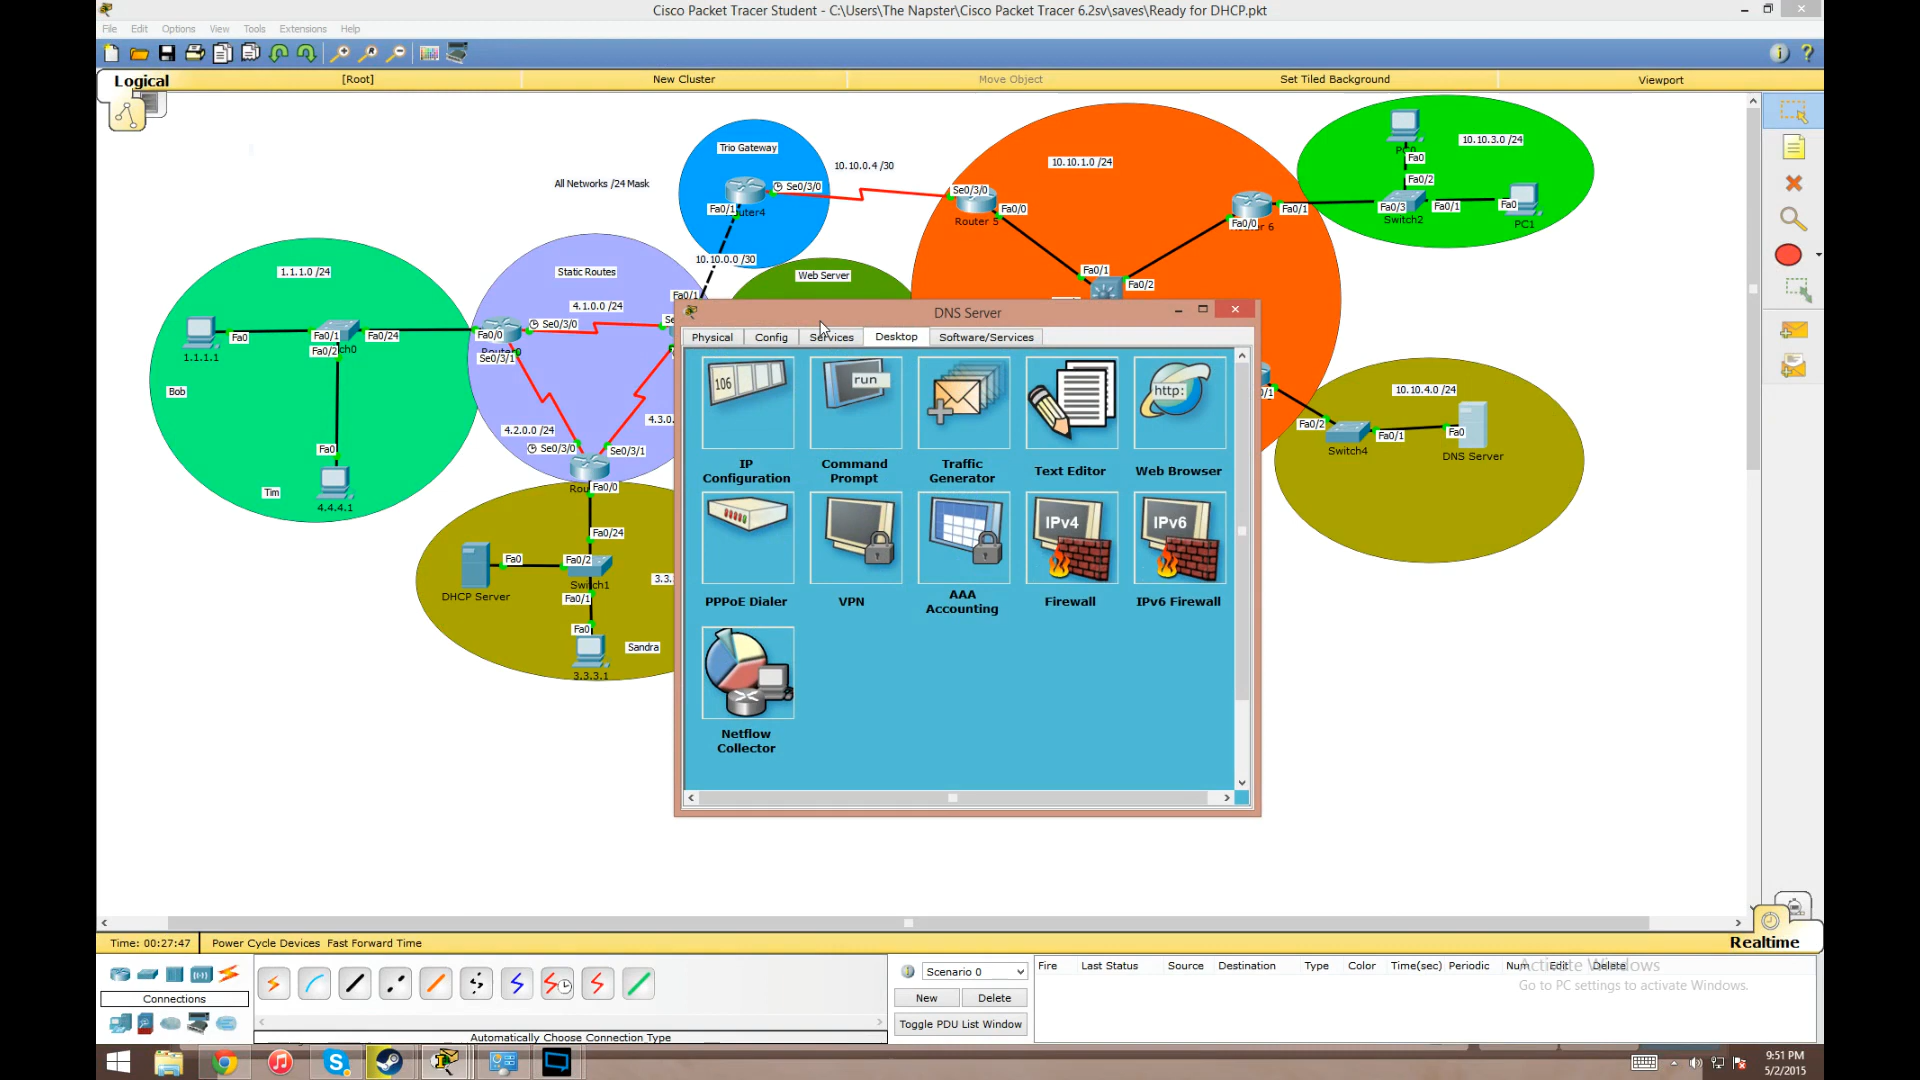 Cisco Packet Tracer Student - C:\Users\The Napster\Cisco Packet Tracer 6.2sv\saves\Ready for DHCP.pkt
File Edit Options View Tools Extensions Help
Logical [Root] New Cluster Move Object Set Tiled Background Viewport
Trio Gateway
10.10.0.4 /30
10.10.1.0 /24
10.10.3.0 /24
All Networks /24 Mask
Se0/3/0
Fa0/1
Se0/3/0
Fa0/0
Router 5
Fa0/1
Fa0/0
Fa0
Fa0/2
Fa0/3
Fa0/1
Fa0
Switch2
PC1
10.10.0.0 /30
1.1.1.0 /24
Static Routes
Web Server
Fa0/1
Fa0/1
Fa0/2
4.1.0.0 /24
Se0/3/0
Fa0/0
Se0/3/1
Fa0
Fa0/1
Fa0/2
Fa0/24
1.1.1.1
Bob
4.2.0.0 /24
Se0/3/0
Se0/3/1
Fa0
Tim
4.4.4.1
Fa0/0
Fa0/24
Fa0
Fa0/2
DHCP Server
Switch1
Fa0/1
Fa0
Sandra
3.3.3.1
10.10.4.0 /24
Fa0/2
Fa0/1
Fa0
Switch4
DNS Server
DNS Server
Physical Config Services Desktop Software/Services
106
run
http:
IP Configuration
Command Prompt
Traffic Generator
Text Editor
Web Browser
IPv4
IPv6
PPPoE Dialer
VPN
AAA Accounting
Firewall
IPv6 Firewall
Netflow Collector
Realtime
Time: 00:27:47 Power Cycle Devices Fast Forward Time
Connections
Automatically Choose Connection Type
Scenario 0
New Delete
Toggle PDU List Window
Fire Last Status Source Destination Type Color Time(sec) Periodic Num Edit Delete
Activate Windows
Go to PC settings to activate Windows.
9:51 PM
5/2/2015